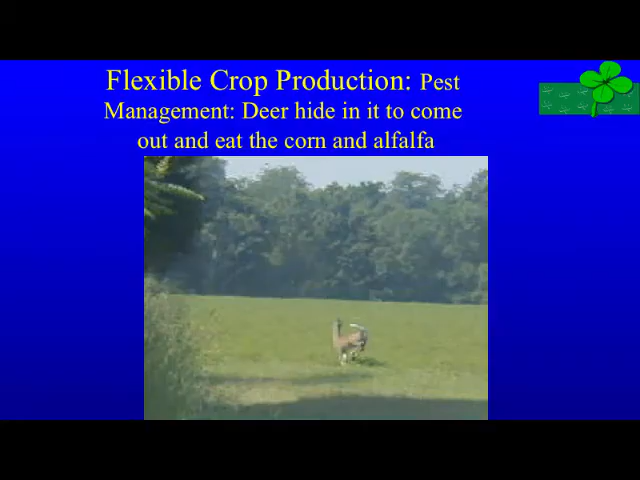 Flexible Crop Production: Pest
Management: Deer hide in it to come
out and eat the corn and alfalfa